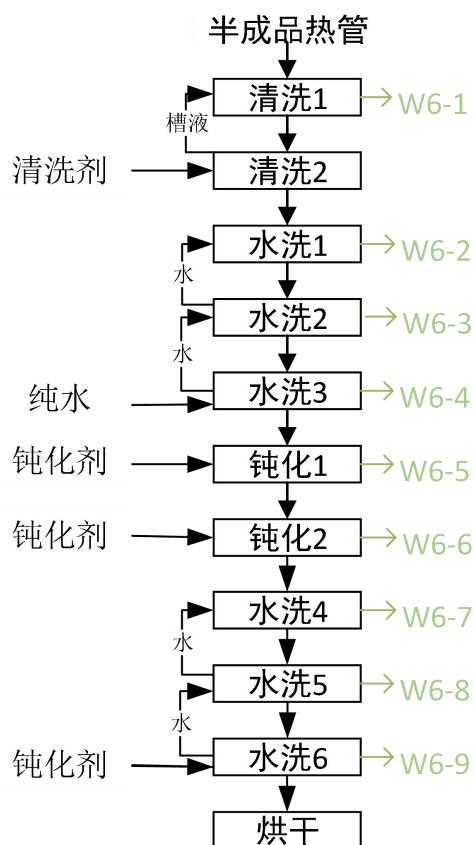 半成品热管
清洗1
W6-1
槽液
清洗剂
清洗2
水洗1
W6-2
水
水洗2
W6-3
水
水洗3
W6-4
纯水
钝化剂
钝化1
W6-5
钝化剂
钝化2
W6-6
水洗4
W6-7
水
水洗5
W6-8
水
水洗6
W6-9
钝化剂
烘干